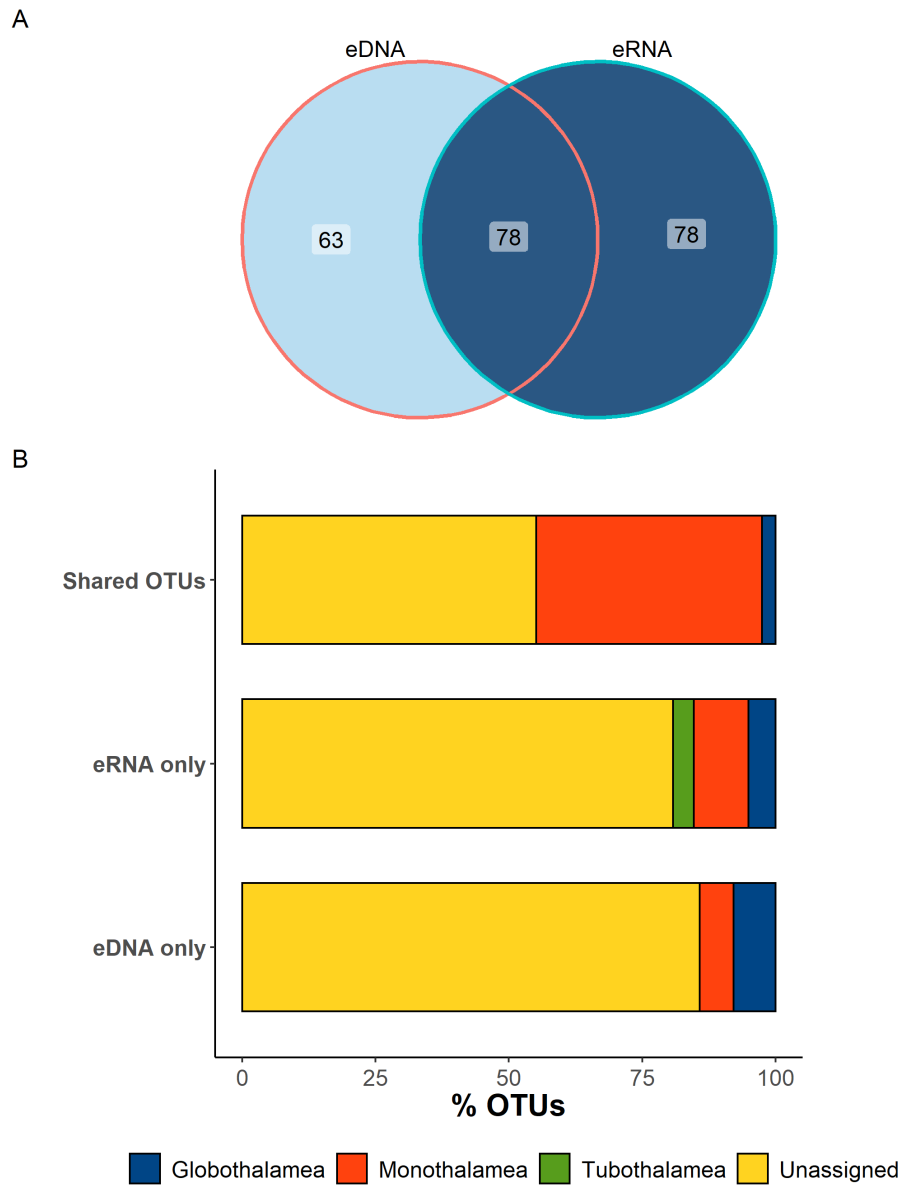 A
eDNA eRNA
63 78 78
B
Shared OTUs
eRNA only
eDNA only
0 25 50 75 100
% OTUs
Globothalamea Monothalamea Tubothalamea Unassigned